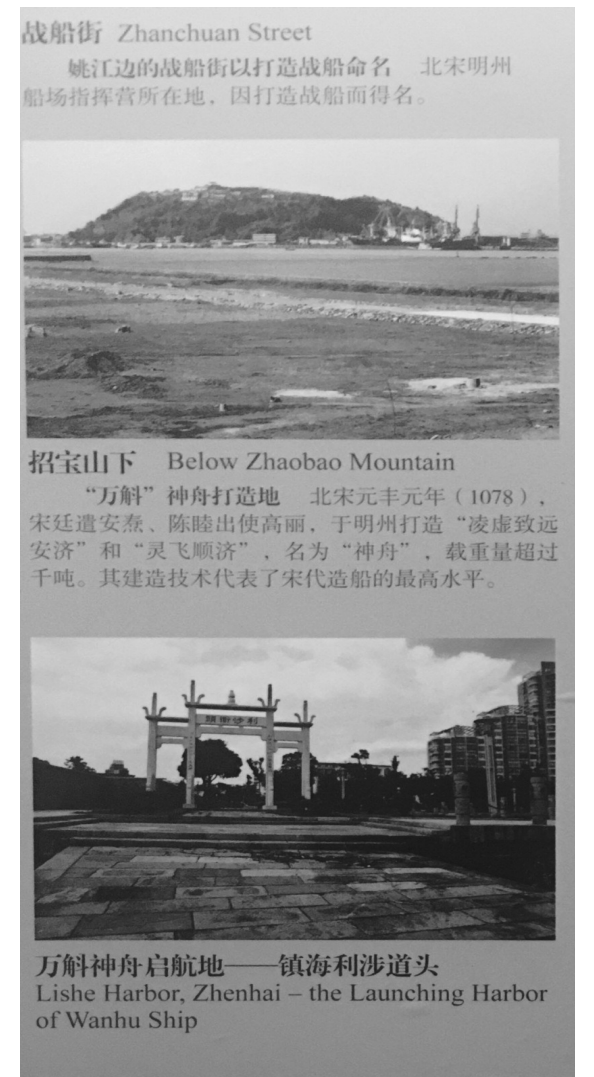 战船街 Zhanchuan Street
姚江边的战船街以打造战船命名 北宋明州
船场指挥营所在地，因打造战船而得名。
招宝山下 Below Zhaobao Mountain
“万斛”神舟打造地 北宋元丰元年（1078），
宋廷遣安焘、陈睦出使高丽，于明州打造“凌虚致远
安济”和“灵飞顺济”，名为“神舟”，载重量超过
千吨。其建造技术代表了宋代造船的最高水平。
頭道涉利
万斛神舟启航地——镇海利涉道头
Lishe Harbor, Zhenhai – the Launching Harbor
of Wanhu Ship